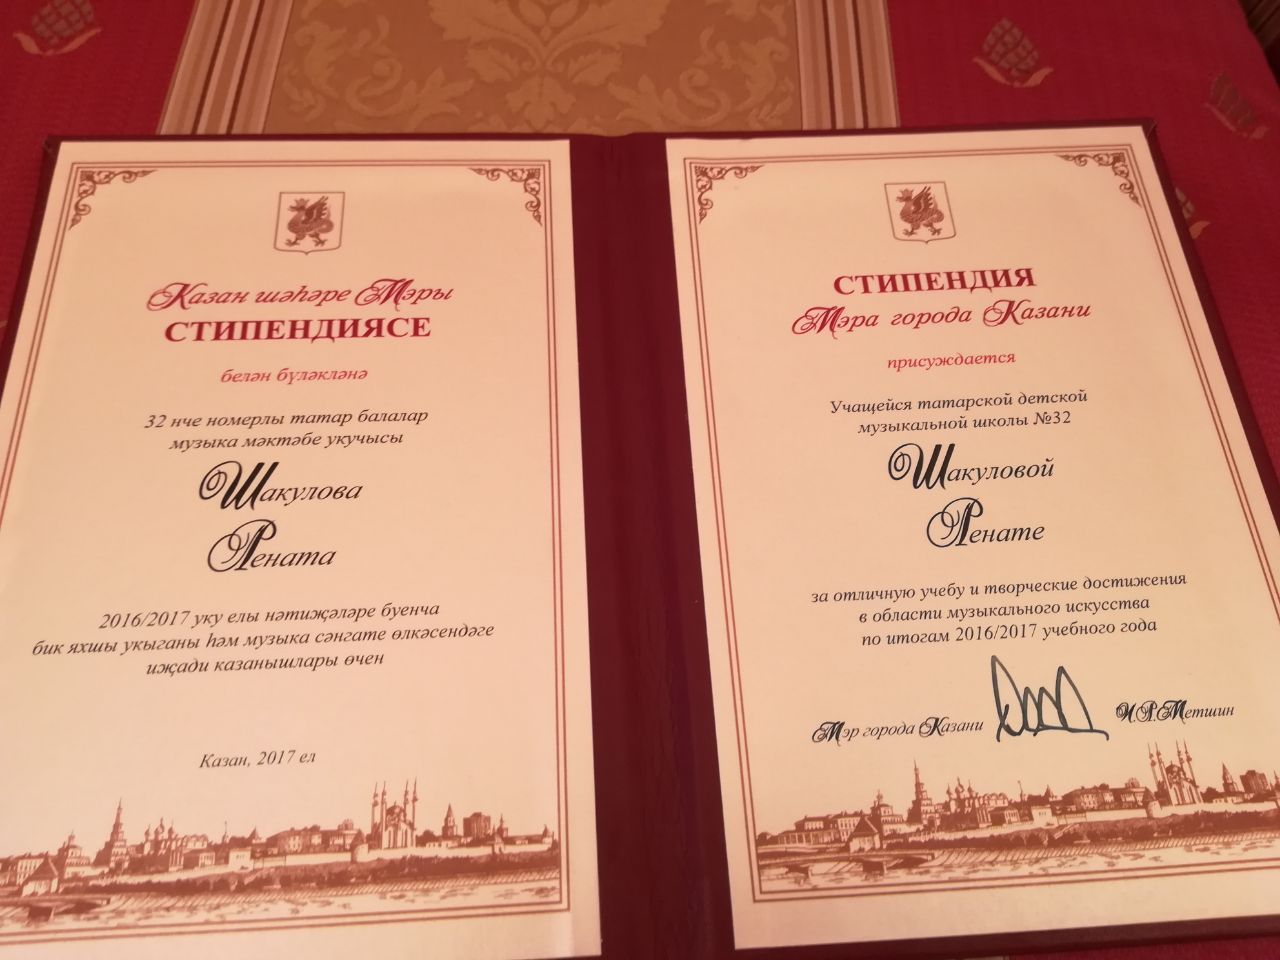 Казан шәһәре Мэры
СТИПЕНДИЯСЕ
белән бүләкләнә
32 нче номерлы татар балалар
музыка мәктәбе укучысы
Шакулова
Рената
2016/2017 уку елы нәтиҗәләре буенча
бик яхшы укыганы һәм музыка сәнгате өлкәсендәге
иҗади казанышлары өчен
Казан, 2017 ел
СТИПЕНДИЯ
Мэра города Казани
присуждается
Учащейся татарской детской
музыкальной школы №32
Шакуловой
Ренате
за отличную учебу и творческие достижения
в области музыкального искусства
по итогам 2016/2017 учебного года
Мэр города Казани И.Р.Метшин